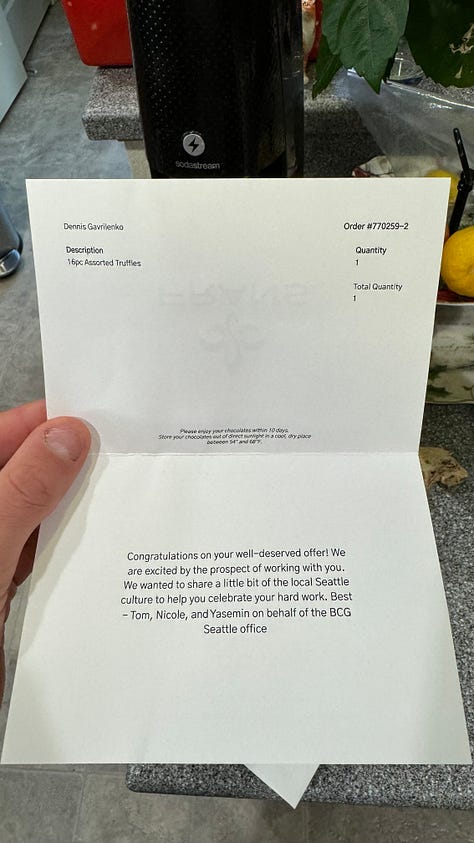 sodastream
Dennis Gavrilenko
Order #770259-2
Description
Quantity
16pc Assorted Truffles
1
Total Quantity
1
FRANS
Please enjoy your chocolates within 10 days.
Store your chocolates out of direct sunlight in a cool, dry place
between 54° and 68°F.
Congratulations on your well-deserved offer! We
are excited by the prospect of working with you.
We wanted to share a little bit of the local Seattle
culture to help you celebrate your hard work. Best
- Tom, Nicole, and Yasemin on behalf of the BCG
Seattle office